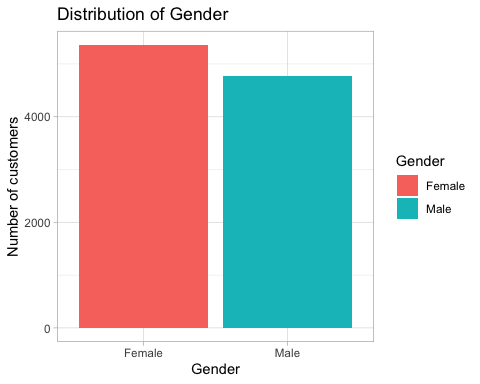 Distribution of Gender
Number of customers
4000
2000
0
Female
Male
Gender
Gender
Female
Male